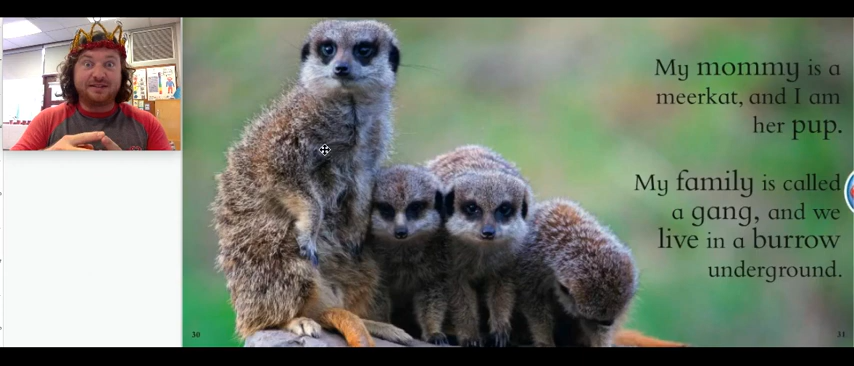 My mommy is a
meerkat, and I am
her pup.
My family is called
a gang, and we
live in a burrow
underground.
30
31